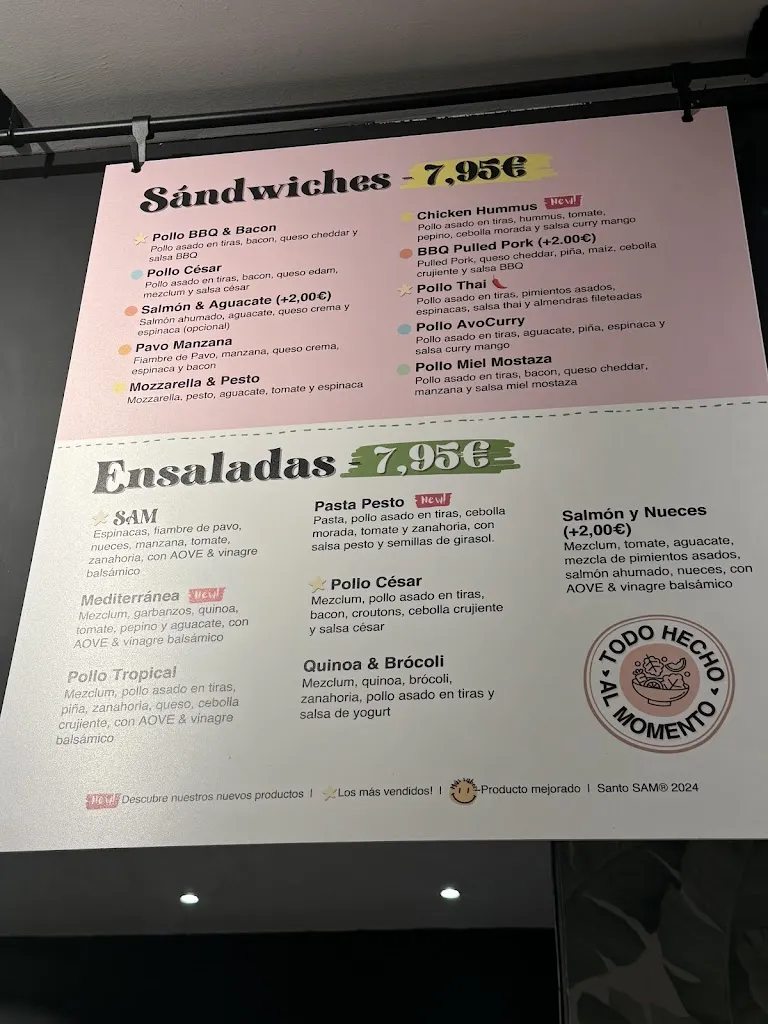 Sándwiches - 7,95€
Pollo BBQ & Bacon
Pollo asado en tiras, bacon, queso cheddar y
salsa BBQ
Pollo César
Pollo asado en tiras, bacon, queso edam,
mezclum y salsa césar
Salmón & Aguacate (+2,00€)
Salmón ahumado, aguacate, queso crema y
espinaca (opcional)
Pavo Manzana
Fiambre de Pavo, manzana, queso crema,
espinaca y bacon
Mozzarella & Pesto
Mozzarella, pesto, aguacate, tomate y espinaca
Chicken Hummus New!
Pollo asado en tiras, hummus, tomate,
pepino, cebolla morada y salsa curry mango
BBQ Pulled Pork (+2.00€)
Pulled Pork, queso cheddar, piña, maiz, cebolla
crujiente y salsa BBQ
Pollo Thai
Pollo asado en tiras, pimientos asados,
espinacas, salsa thai y almendras fileteadas
Pollo AvoCurry
Pollo asado en tiras, aguacate, piña, espinaca y
salsa curry mango
Pollo Miel Mostaza
Pollo asado en tiras, bacon, queso cheddar,
manzana y salsa miel mostaza
Ensaladas - 7,95€
SAM
Espinacas, fiambre de pavo,
nueces, manzana, tomate,
zanahoria, con AOVE & vinagre
balsámico
Mediterránea New!
Mezclum, garbanzos, quinoa,
tomate, pepino y aguacate, con
AOVE & vinagre balsámico
Pollo Tropical
Mezclum, pollo asado en tiras,
piña, zanahoria, queso, cebolla
crujiente, con AOVE & vinagre
balsámico
Pasta Pesto New!
Pasta, pollo asado en tiras, cebolla
morada, tomate y zanahoria, con
salsa pesto y semillas de girasol.
Pollo César
Mezclum, pollo asado en tiras,
bacon, croutons, cebolla crujiente
y salsa césar
Quinoa & Brócoli
Mezclum, quinoa, brócoli,
zanahoria, pollo asado en tiras y
salsa de yogurt
Salmón y Nueces
(+2,00€)
Mezclum, tomate, aguacate,
mezcla de pimientos asados,
salmón ahumado, nueces, con
AOVE & vinagre balsámico
TODO HECHO
AL MOMENTO
New! Descubre nuestros nuevos productos | Los más vendidos! | Producto mejorado | Santo SAM® 2024